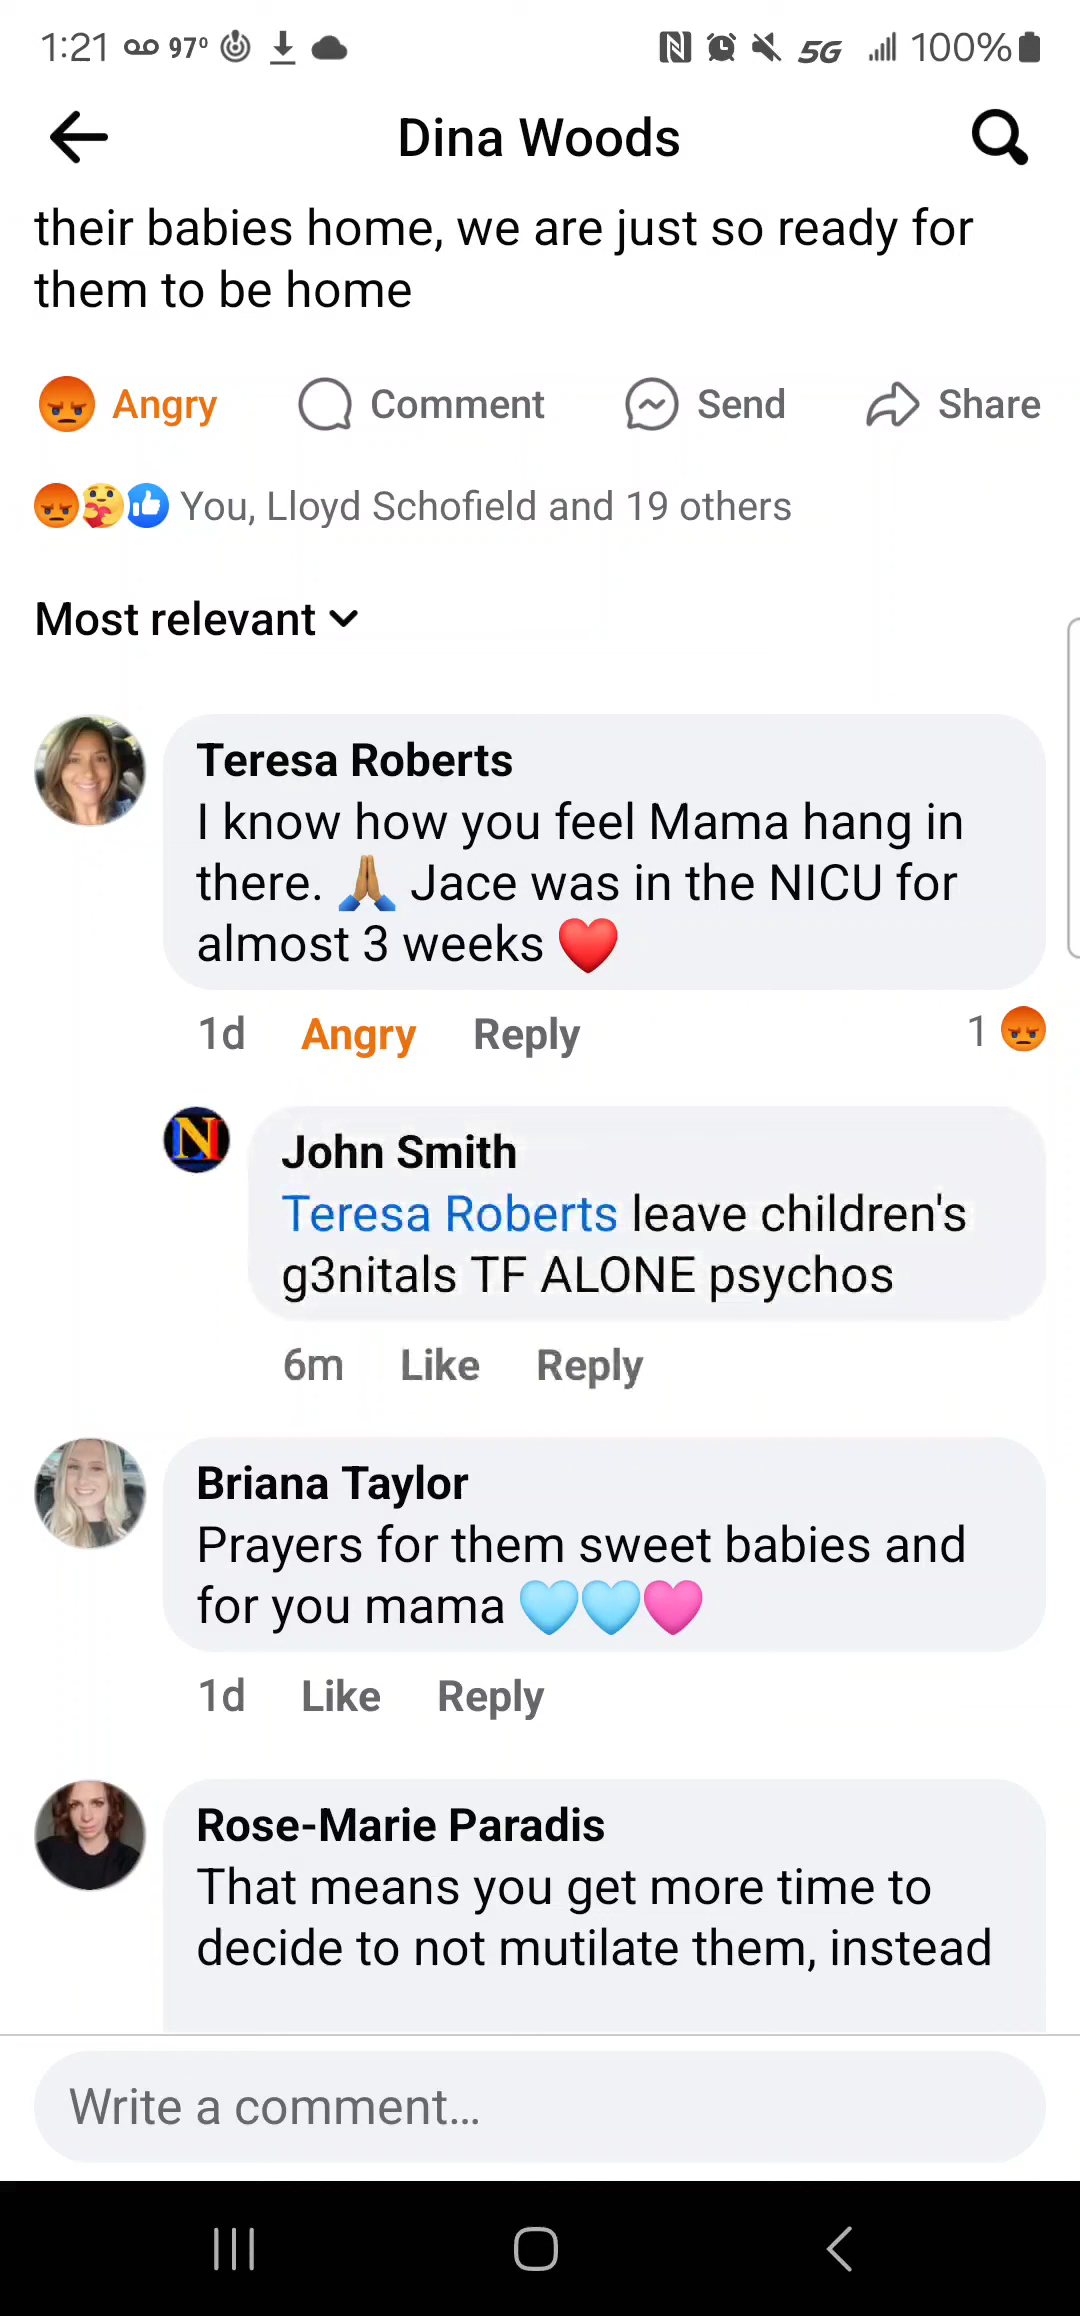 1:21 97° 5G 100%
Dina Woods
their babies home, we are just so ready for
them to be home
Angry Comment Send Share
You, Lloyd Schofield and 19 others
Most relevant
Teresa Roberts
I know how you feel Mama hang in
there. 🙏🏽 Jace was in the NICU for
almost 3 weeks ❤️
1d Angry Reply 1
N
John Smith
Teresa Roberts leave children's
g3nitals TF ALONE psychos
6m Like Reply
Briana Taylor
Prayers for them sweet babies and
for you mama 🩵🩵🩷
1d Like Reply
Rose-Marie Paradis
That means you get more time to
decide to not mutilate them, instead
Write a comment...